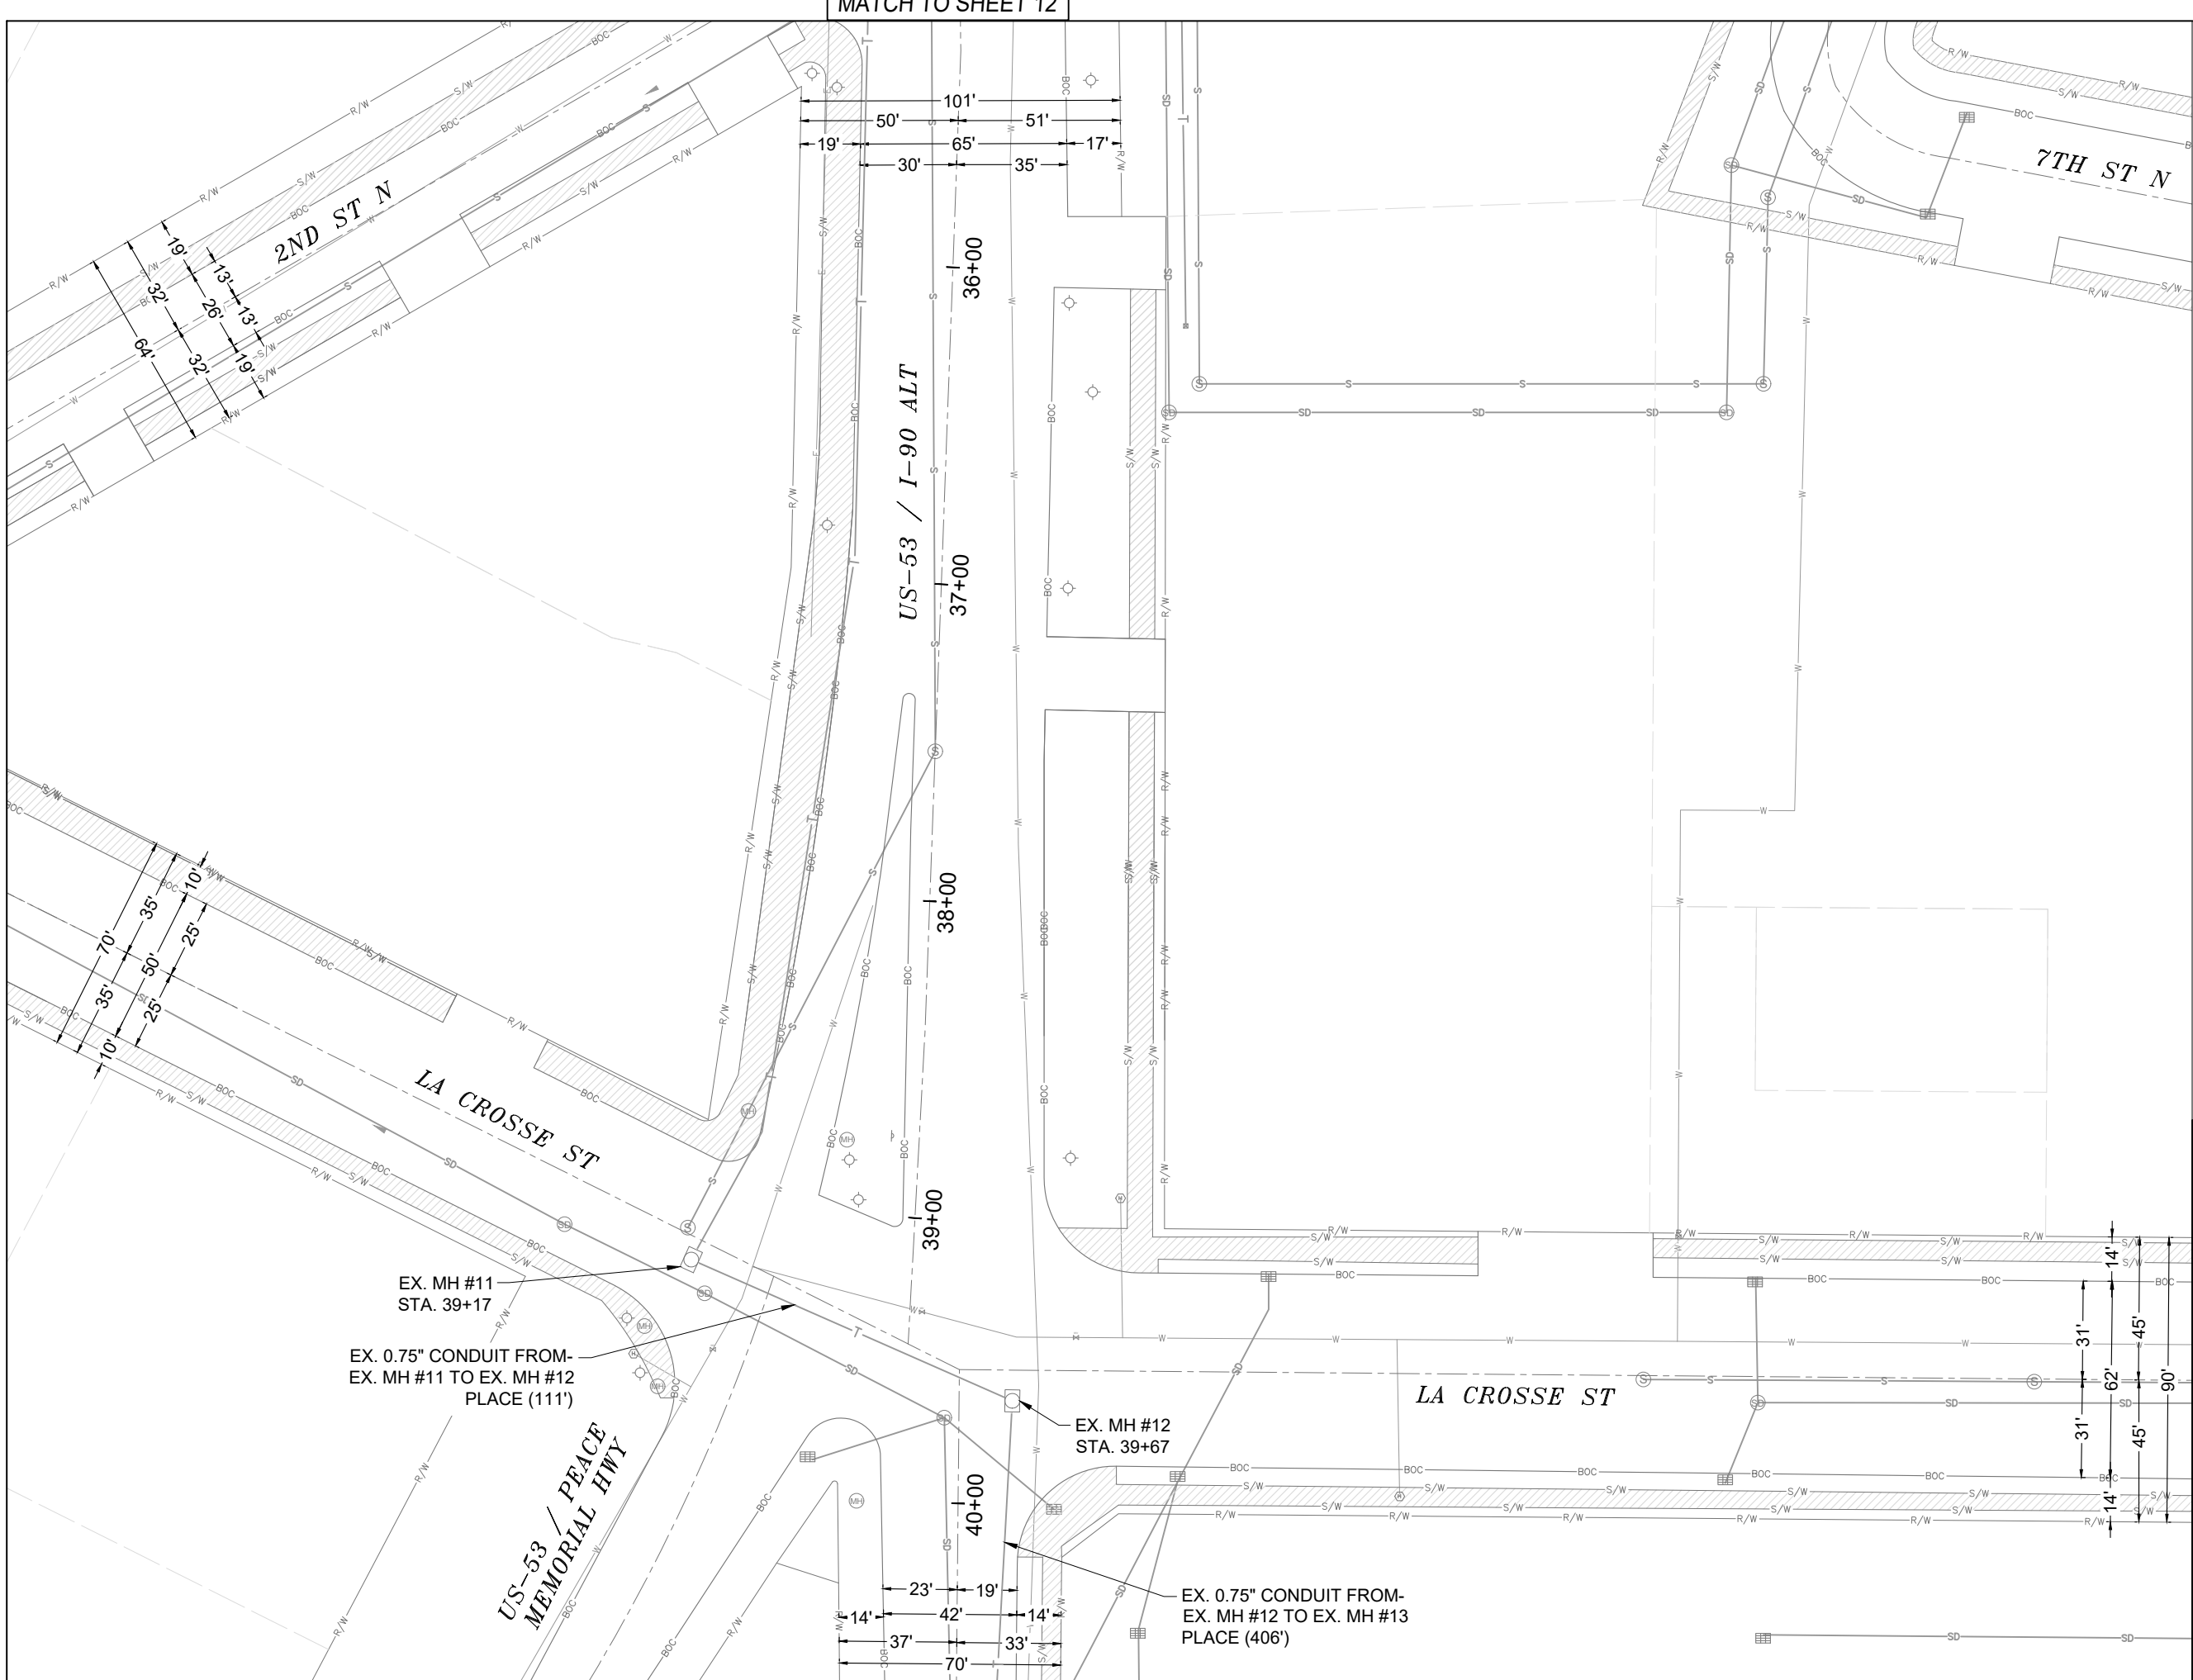 MATCH TO SHEET 12
2ND ST N
7TH ST N
101'
50'
51'
19'
65'
17'
30'
35'
19'
13'
32'
26'
13'
64'
32'
19'
US-53 / I-90 ALT
36+00
37+00
38+00
39+00
40+00
10'
35'
70'
50'
25'
35'
25'
10'
LA CROSSE ST
EX. MH #11
STA. 39+17
EX. 0.75" CONDUIT FROM-
EX. MH #11 TO EX. MH #12
PLACE (111')
EX. MH #12
STA. 39+67
LA CROSSE ST
14'
31'
45'
62'
90'
31'
45'
14'
US-53 / PEACE
MEMORIAL HWY
EX. 0.75" CONDUIT FROM-
EX. MH #12 TO EX. MH #13
PLACE (406')
23'
19'
14'
42'
14'
37'
33'
70'
R/W
S/W
BOC
W
S
SD
T
E
MH